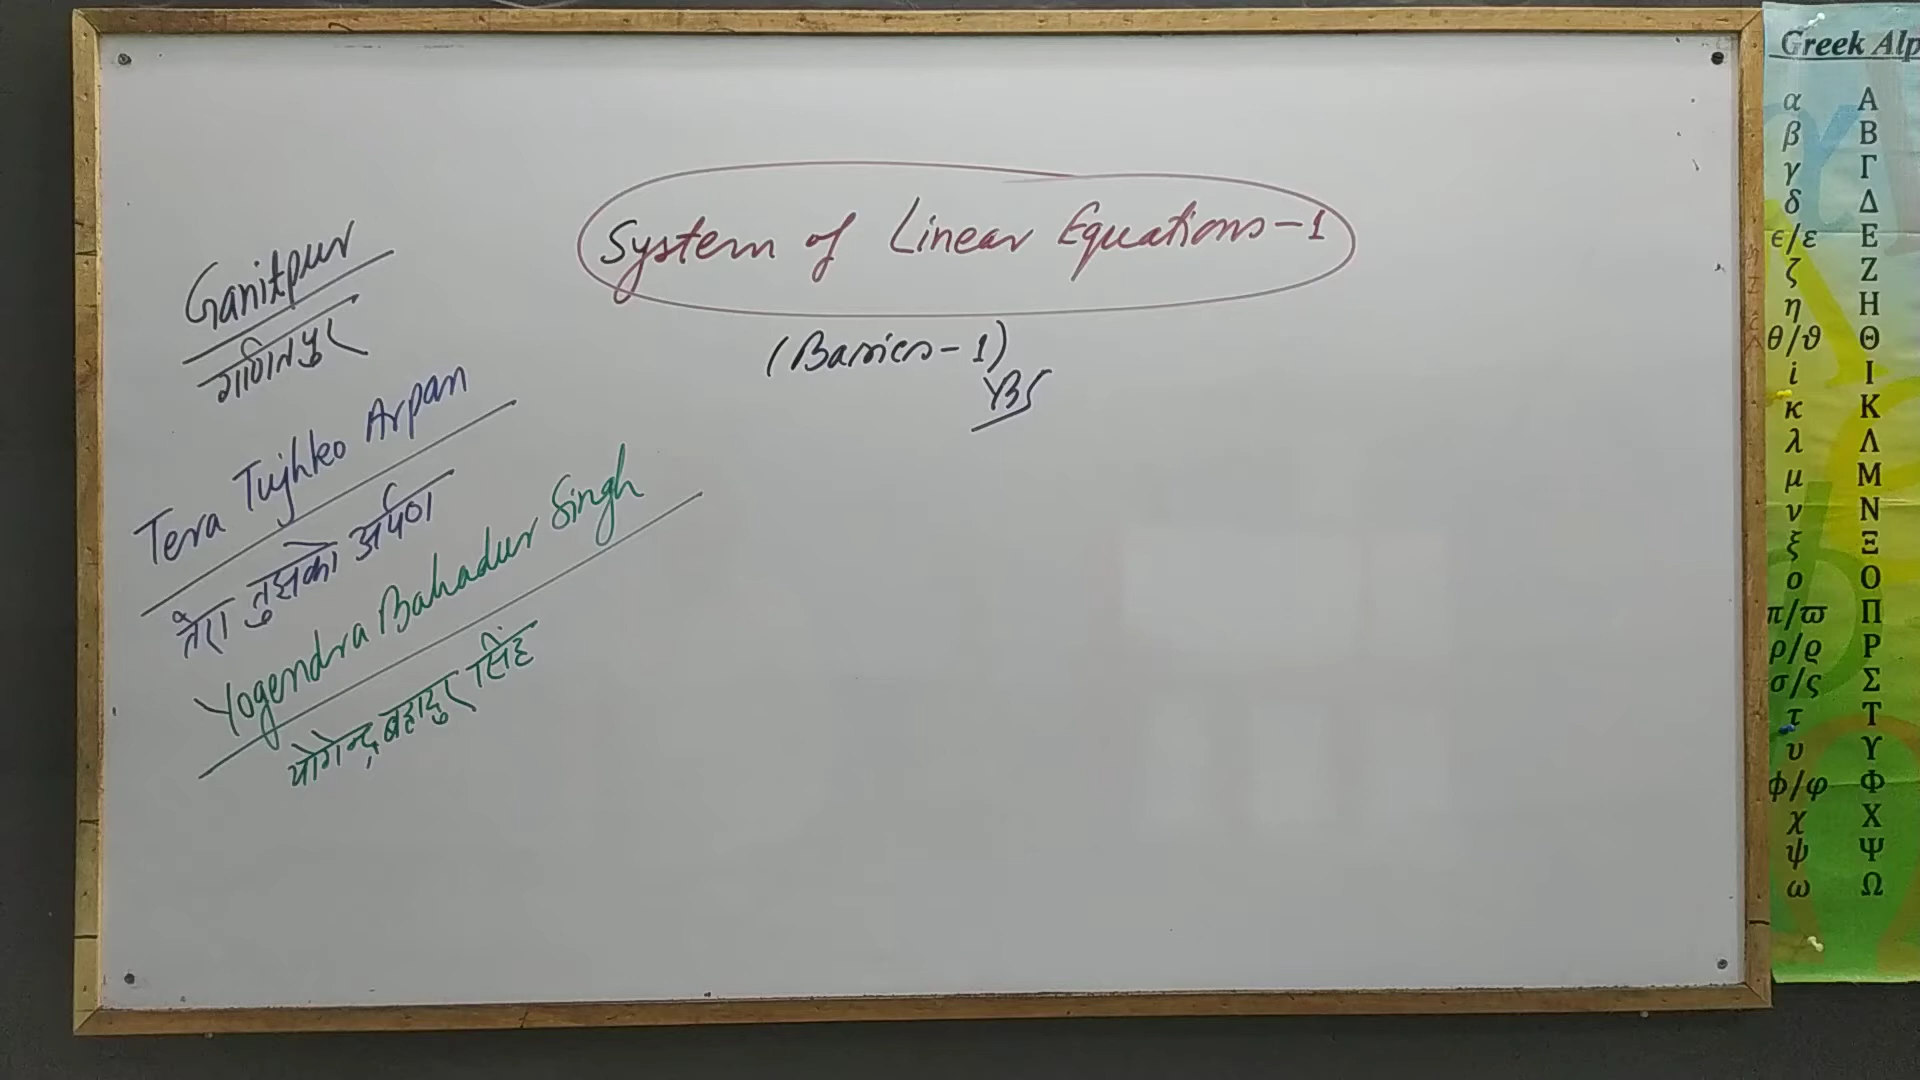 System of Linear Equations-1
(Basics-1)
YBS
Ganitpur
गणितपुर
Tera Tujhko Arpan
तेरा तुझको अर्पण
Yogendra Bahadur Singh
योगेन्द्र बहादुर सिंह
Greek Alp
α Α
β Β
γ Γ
δ Δ
ϵ/ε Ε
ζ Ζ
η Η
θ/ϑ Θ
i Ι
κ Κ
λ Λ
μ Μ
ν Ν
ξ Ξ
ο Ο
π/ϖ Π
ρ/ϱ Ρ
σ/ς Σ
τ Τ
υ Υ
ϕ/φ Φ
χ Χ
ψ Ψ
ω Ω